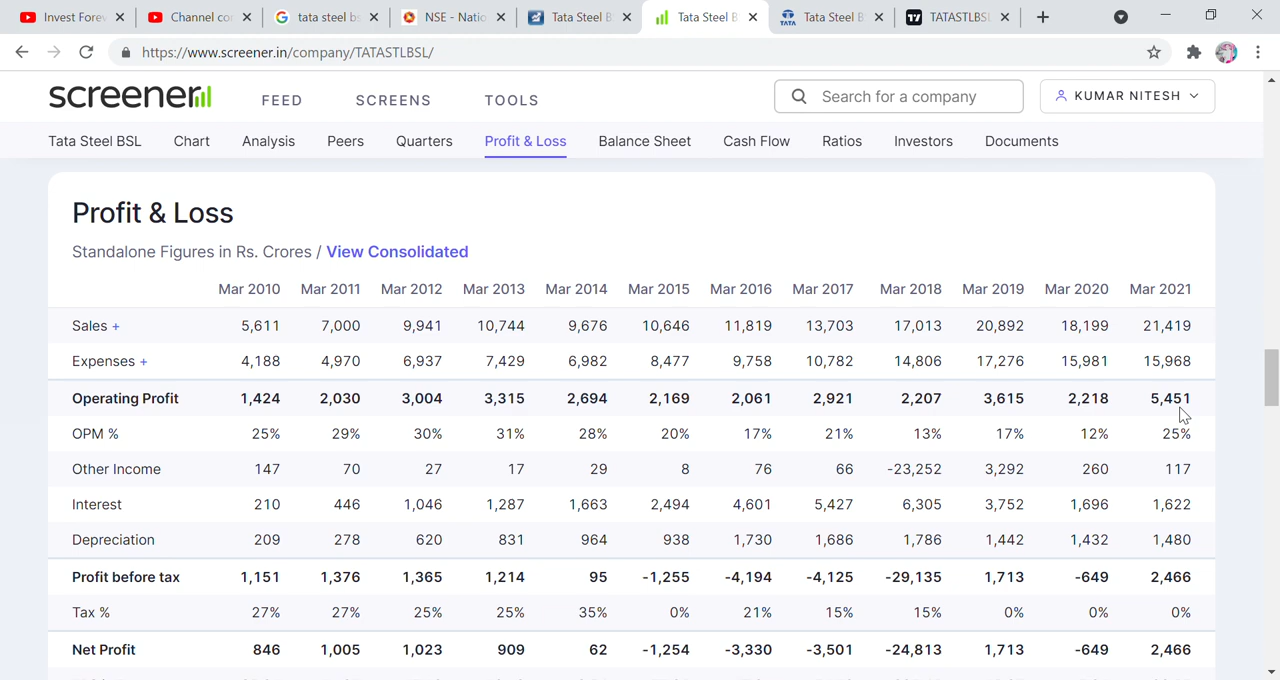 Invest Forev
Channel co
tata steel bs
NSE - Natio
Tata Steel B
Tata Steel B
TATA
Tata Steel B
TATASTLBSL
https://www.screener.in/company/TATASTLBSL/
screener
FEED
SCREENS
TOOLS
Search for a company
KUMAR NITESH
Tata Steel BSL Chart Analysis Peers Quarters Profit & Loss Balance Sheet Cash Flow Ratios Investors Documents
Profit & Loss
Standalone Figures in Rs. Crores / View Consolidated
Mar 2010 Mar 2011 Mar 2012 Mar 2013 Mar 2014 Mar 2015 Mar 2016 Mar 2017 Mar 2018 Mar 2019 Mar 2020 Mar 2021
Sales + 5,611 7,000 9,941 10,744 9,676 10,646 11,819 13,703 17,013 20,892 18,199 21,419
Expenses + 4,188 4,970 6,937 7,429 6,982 8,477 9,758 10,782 14,806 17,276 15,981 15,968
Operating Profit 1,424 2,030 3,004 3,315 2,694 2,169 2,061 2,921 2,207 3,615 2,218 5,451
OPM % 25% 29% 30% 31% 28% 20% 17% 21% 13% 17% 12% 25%
Other Income 147 70 27 17 29 8 76 66 -23,252 3,292 260 117
Interest 210 446 1,046 1,287 1,663 2,494 4,601 5,427 6,305 3,752 1,696 1,622
Depreciation 209 278 620 831 964 938 1,730 1,686 1,786 1,442 1,432 1,480
Profit before tax 1,151 1,376 1,365 1,214 95 -1,255 -4,194 -4,125 -29,135 1,713 -649 2,466
Tax % 27% 27% 25% 25% 35% 0% 21% 15% 15% 0% 0% 0%
Net Profit 846 1,005 1,023 909 62 -1,254 -3,330 -3,501 -24,813 1,713 -649 2,466